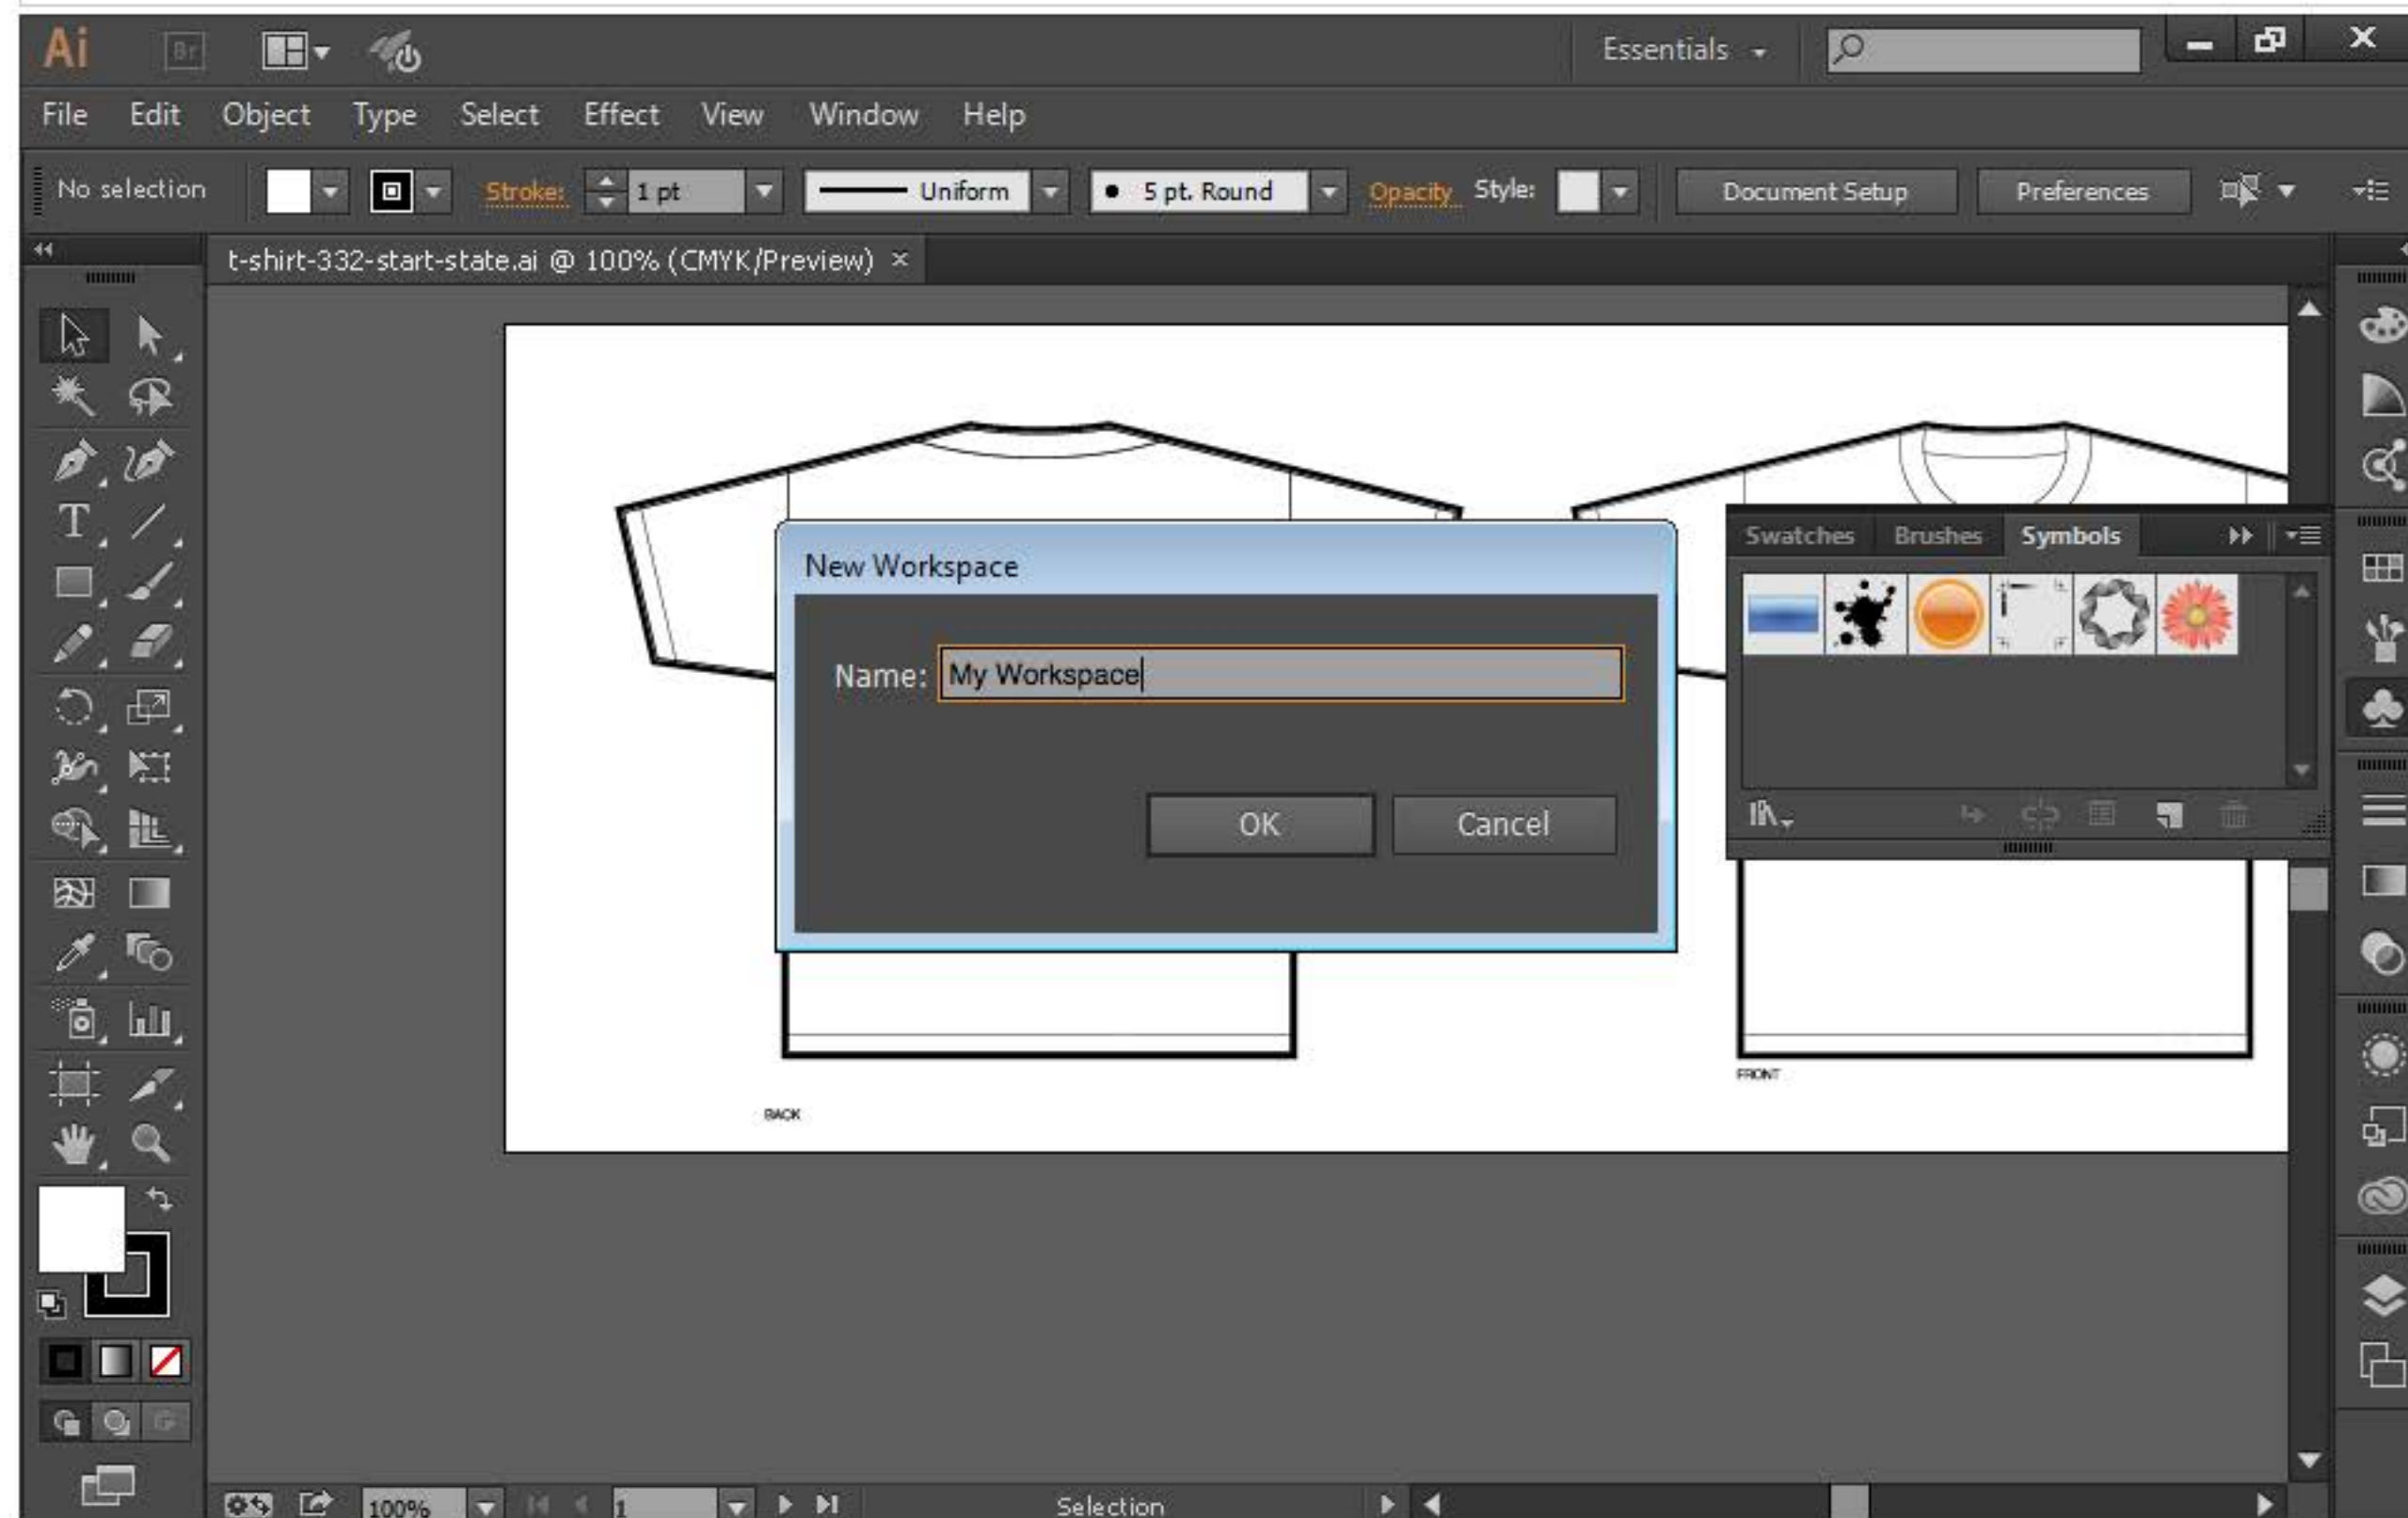 Ai Br Essentials
File Edit Object Type Select Effect View Window Help
No selection Stroke: 1 pt Uniform 5 pt. Round Opacity Style: Document Setup Preferences
t-shirt-332-start-state.ai @ 100% (CMYK/Preview) ×
Swatches Brushes Symbols
New Workspace
Name: My Workspace
OK Cancel
FRONT
BACK
100% 1 Selection